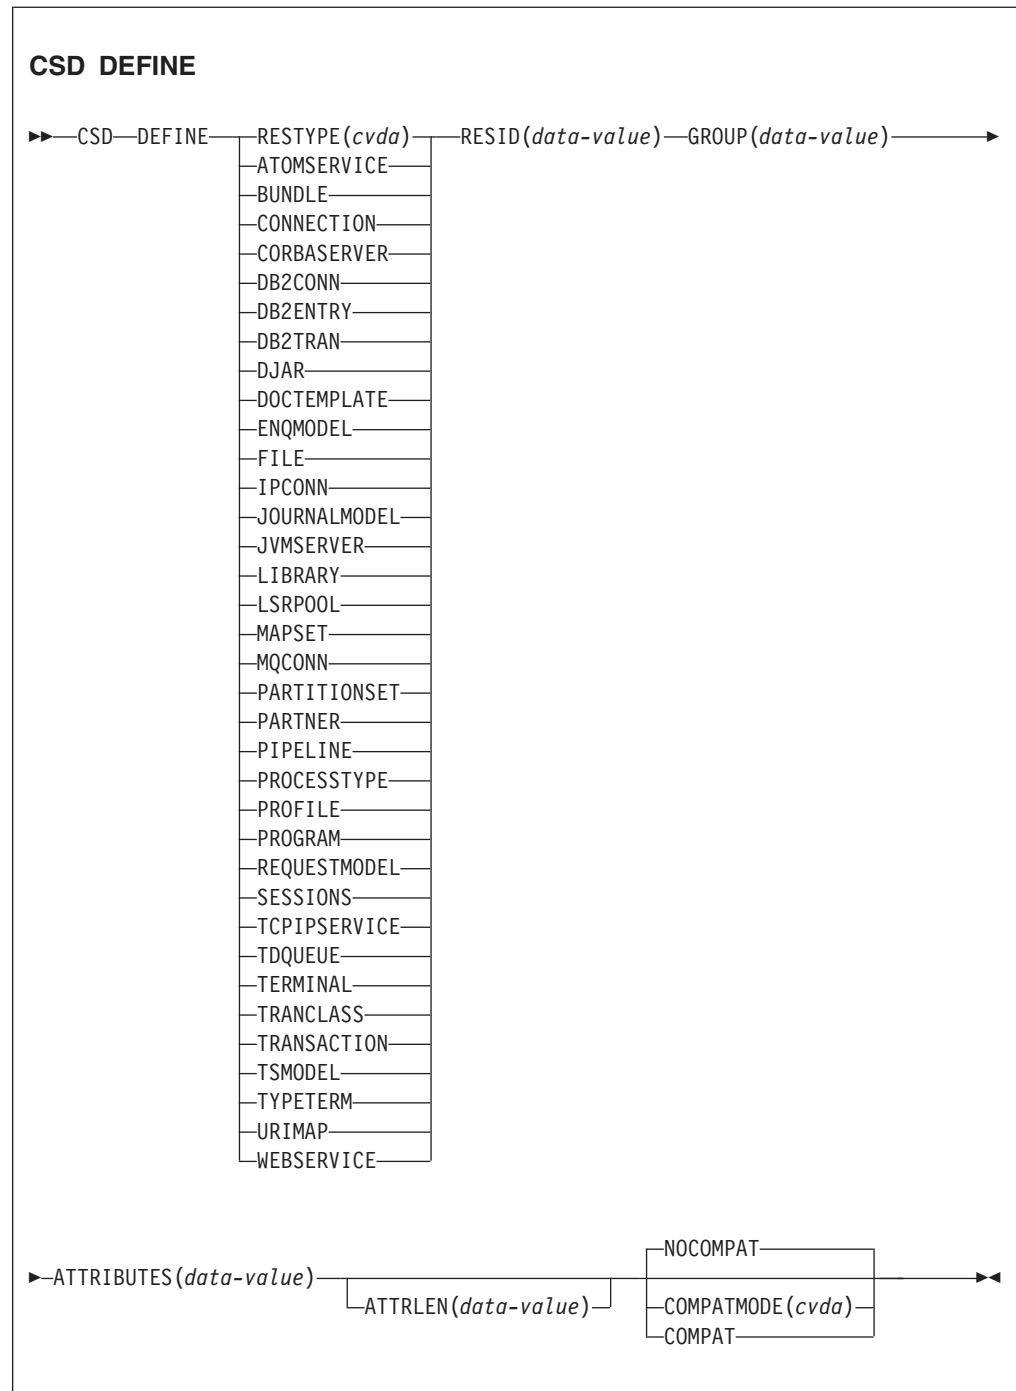 CSD DEFINE
CSD DEFINE RESTYPE(cvda) RESID(data-value) GROUP(data-value)
ATOMSERVICE
BUNDLE
CONNECTION
CORBASERVER
DB2CONN
DB2ENTRY
DB2TRAN
DJAR
DOCTEMPLATE
ENQMODEL
FILE
IPCONN
JOURNALMODEL
JVMSERVER
LIBRARY
LSRPOOL
MAPSET
MQCONN
PARTITIONSET
PARTNER
PIPELINE
PROCESSTYPE
PROFILE
PROGRAM
REQUESTMODEL
SESSIONS
TCPIPSERVICE
TDQUEUE
TERMINAL
TRANCLASS
TRANSACTION
TSMODEL
TYPETERM
URIMAP
WEBSERVICE
NOCOMPAT
ATTRIBUTES(data-value)
ATTRLEN(data-value) COMPATMODE(cvda)
COMPAT